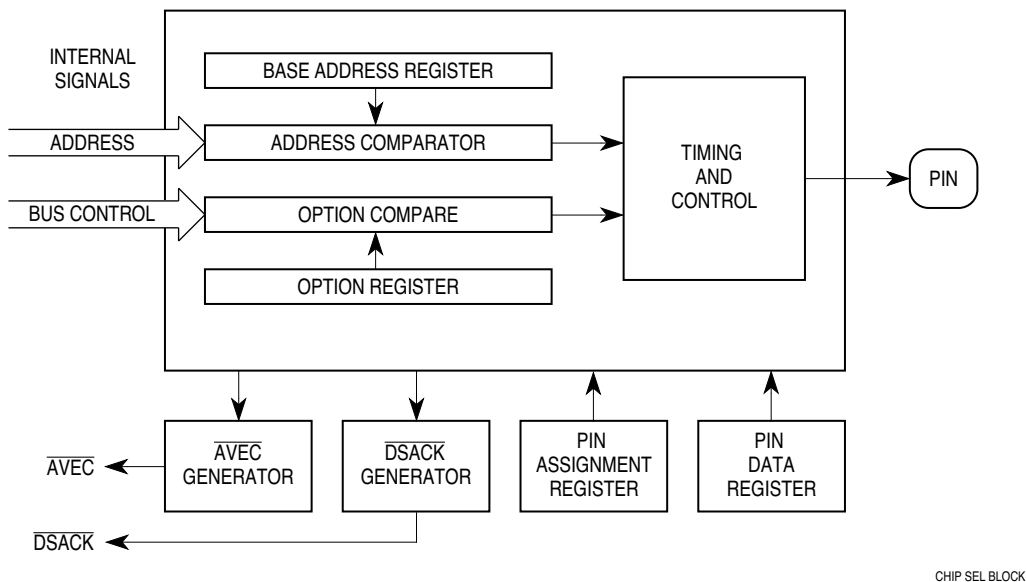 INTERNAL
SIGNALS
BASE ADDRESS REGISTER
ADDRESS
ADDRESS COMPARATOR
TIMING
AND
CONTROL
PIN
BUS CONTROL
OPTION COMPARE
OPTION REGISTER
AVEC
GENERATOR
DSACK
GENERATOR
PIN
ASSIGNMENT
REGISTER
PIN
DATA
REGISTER
AVEC
DSACK
CHIP SEL BLOCK